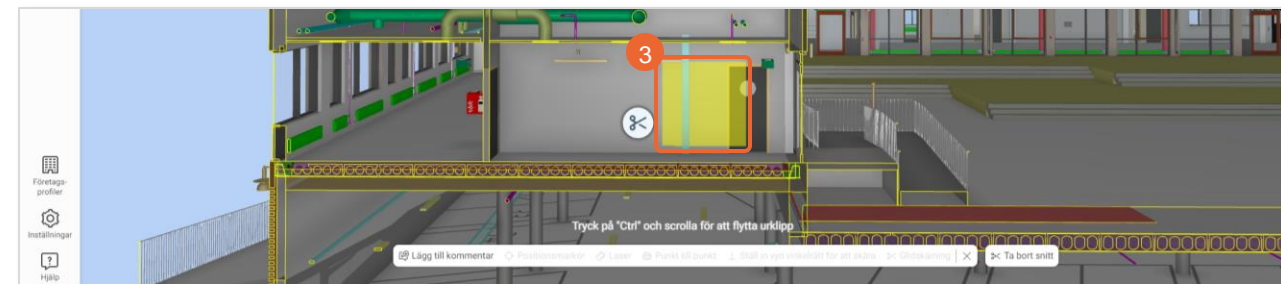 3
Företags-
profiler
Inställningar
Hjälp
Tryck på "Ctrl" och scrolla för att flytta urklipp
Lägg till kommentar Positionsmarkör Laser Punkt till punkt Ställ in vyn vinkelrätt för att skära Glidskärning Ta bort snitt